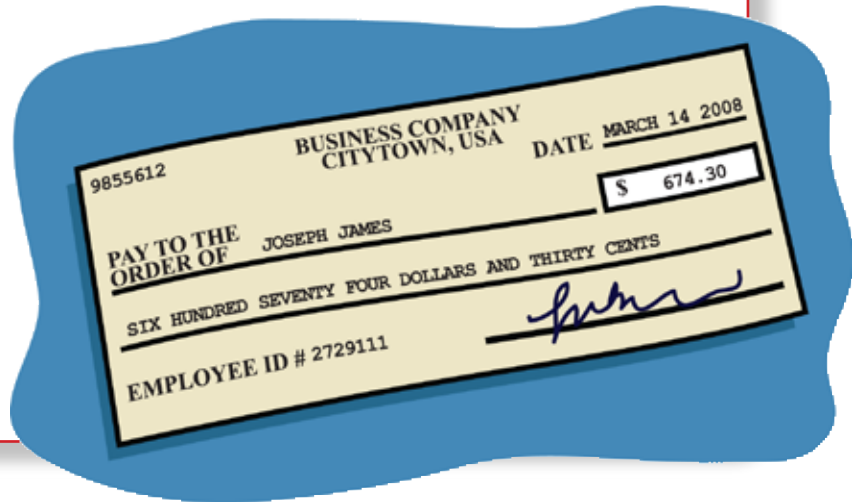 9855612
BUSINESS COMPANY
CITYTOWN, USA
DATE MARCH 14 2008
$ 674.30
PAY TO THE
ORDER OF JOSEPH JAMES
SIX HUNDRED SEVENTY FOUR DOLLARS AND THIRTY CENTS
EMPLOYEE ID # 2729111